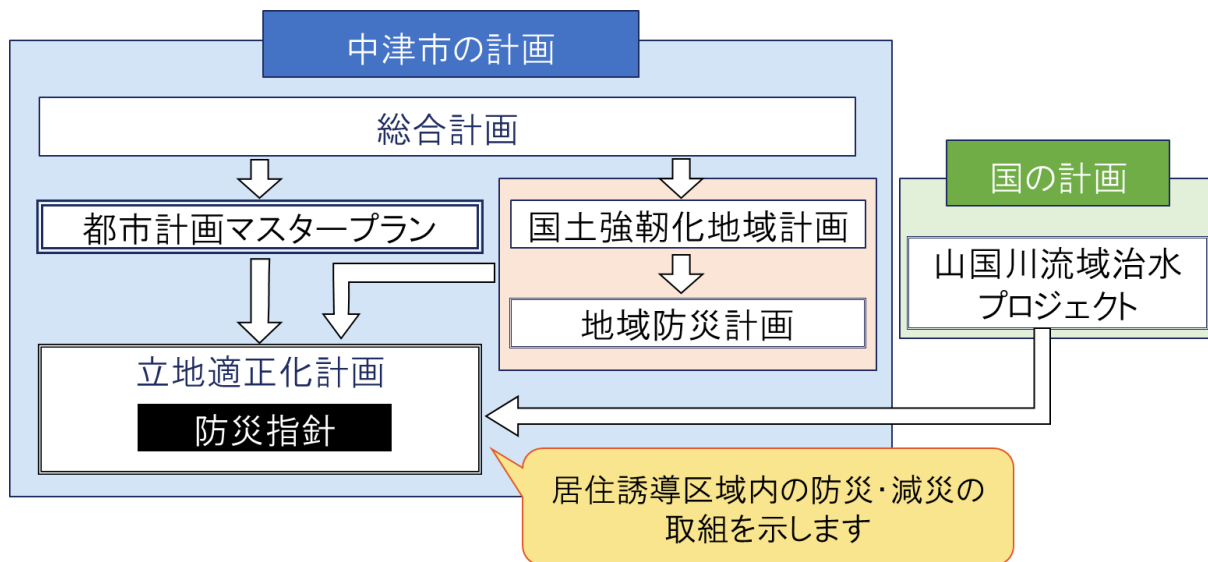 中津市の計画
総合計画
国の計画
都市計画マスタープラン
国土強靭化地域計画
山国川流域治水
プロジェクト
地域防災計画
立地適正化計画
防災指針
居住誘導区域内の防災・減災の
取組を示します